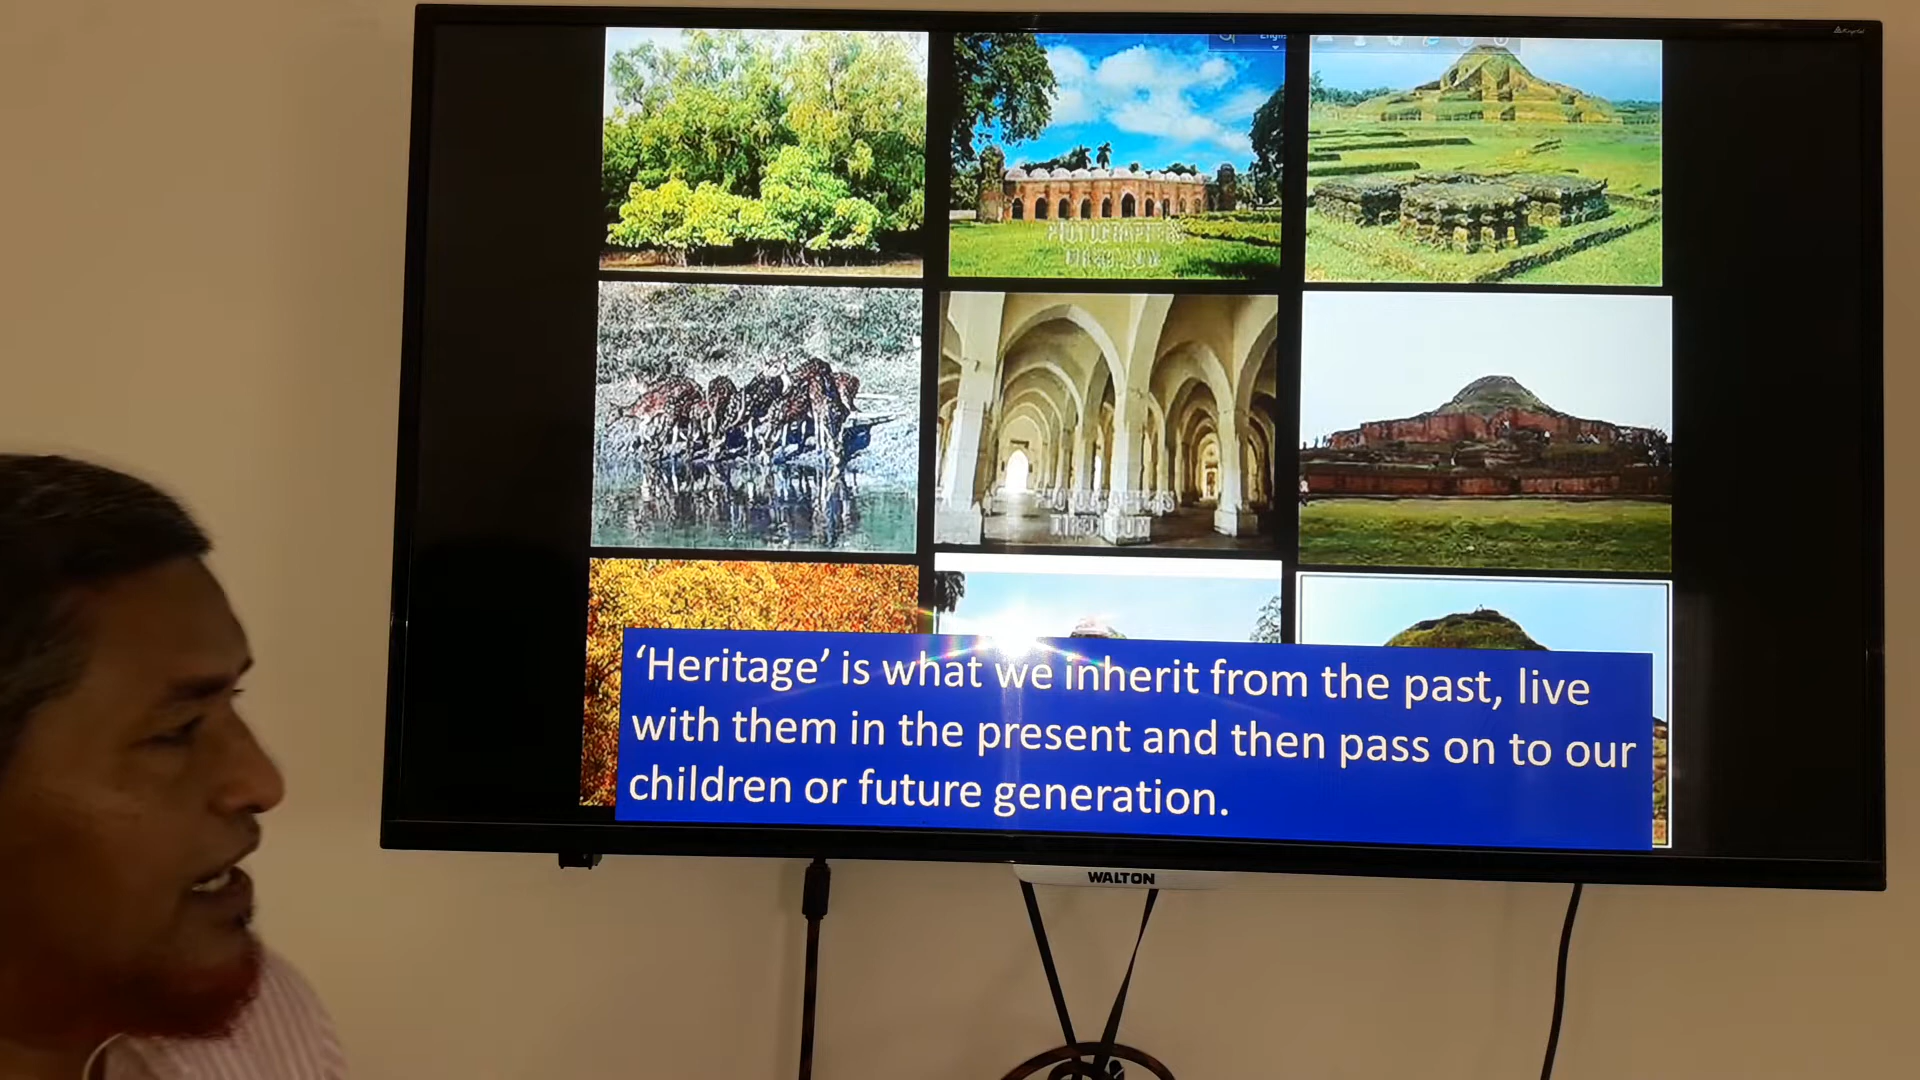 ‘Heritage’ is what we inherit from the past, live
with them in the present and then pass on to our
children or future generation.
WALTON